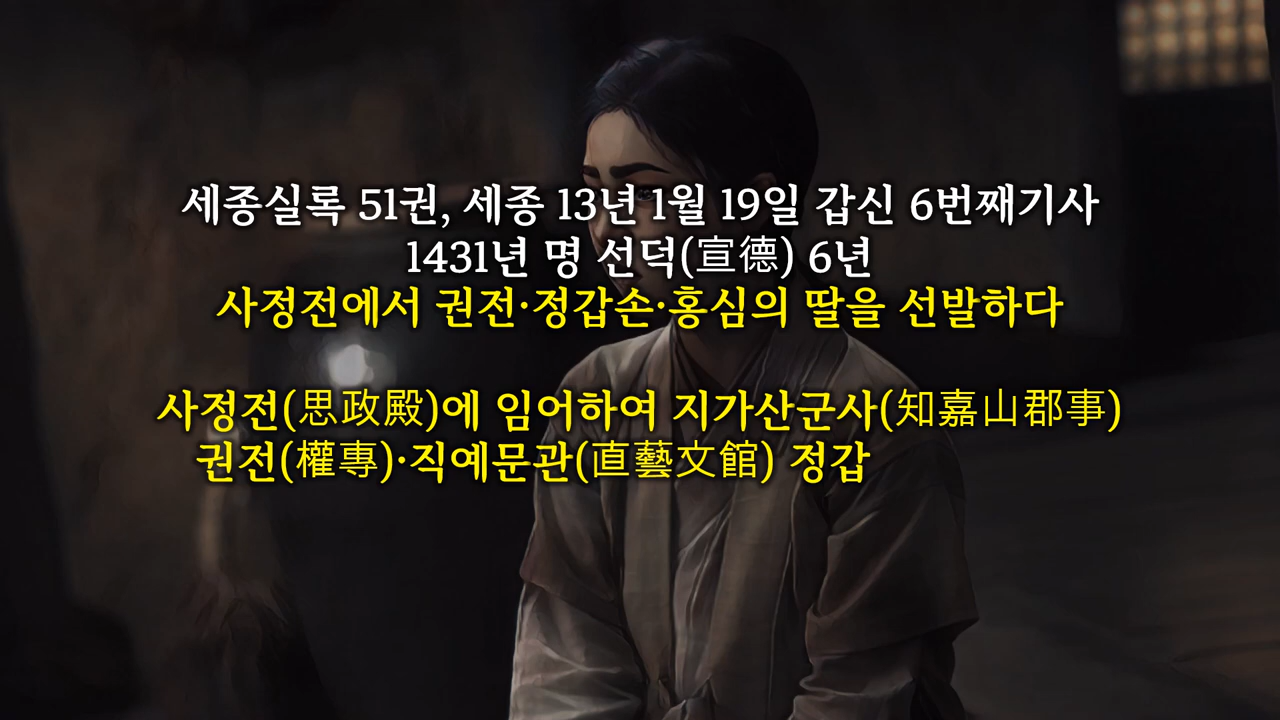 세종실록 51권, 세종 13년 1월 19일 갑신 6번째기사
1431년 명 선덕(宣德) 6년
사정전에서 권전·정갑손·홍심의 딸을 선발하다
사정전(思政殿)에 임어하여 지가산군사(知嘉山郡事)
권전(權專)·직예문관(直藝文館) 정갑